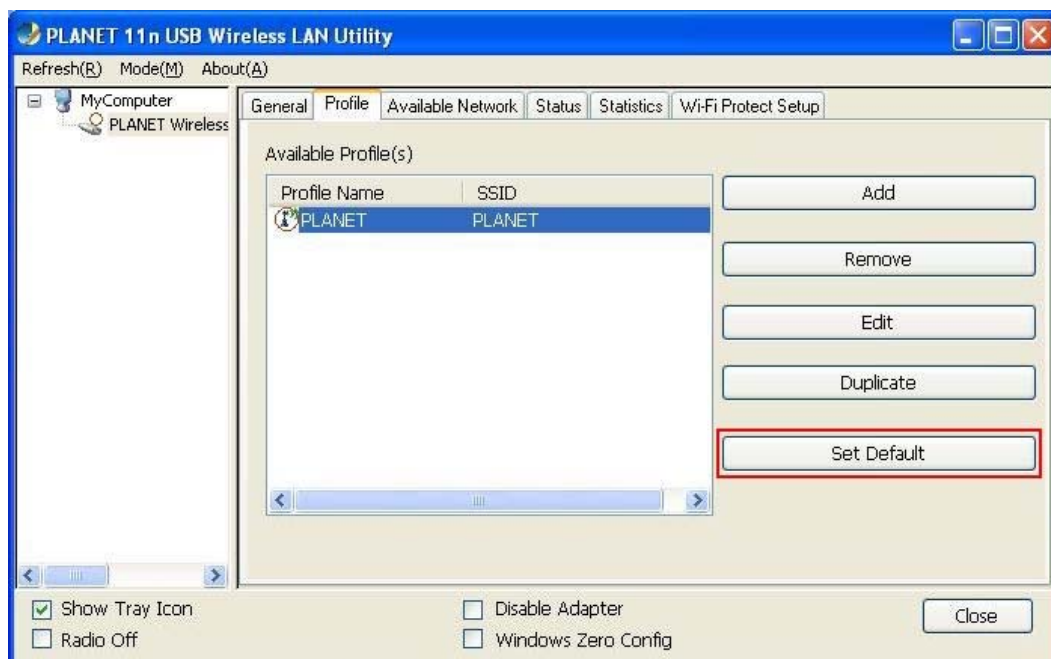 PLANET 11n USB Wireless LAN Utility
Refresh(R) Mode(M) About(A)
MyComputer
PLANET Wireless
General Profile Available Network Status Statistics Wi-Fi Protect Setup
Available Profile(s)
Profile Name SSID
PLANET PLANET
Add
Remove
Edit
Duplicate
Set Default
Show Tray Icon
Radio Off
Disable Adapter
Windows Zero Config
Close